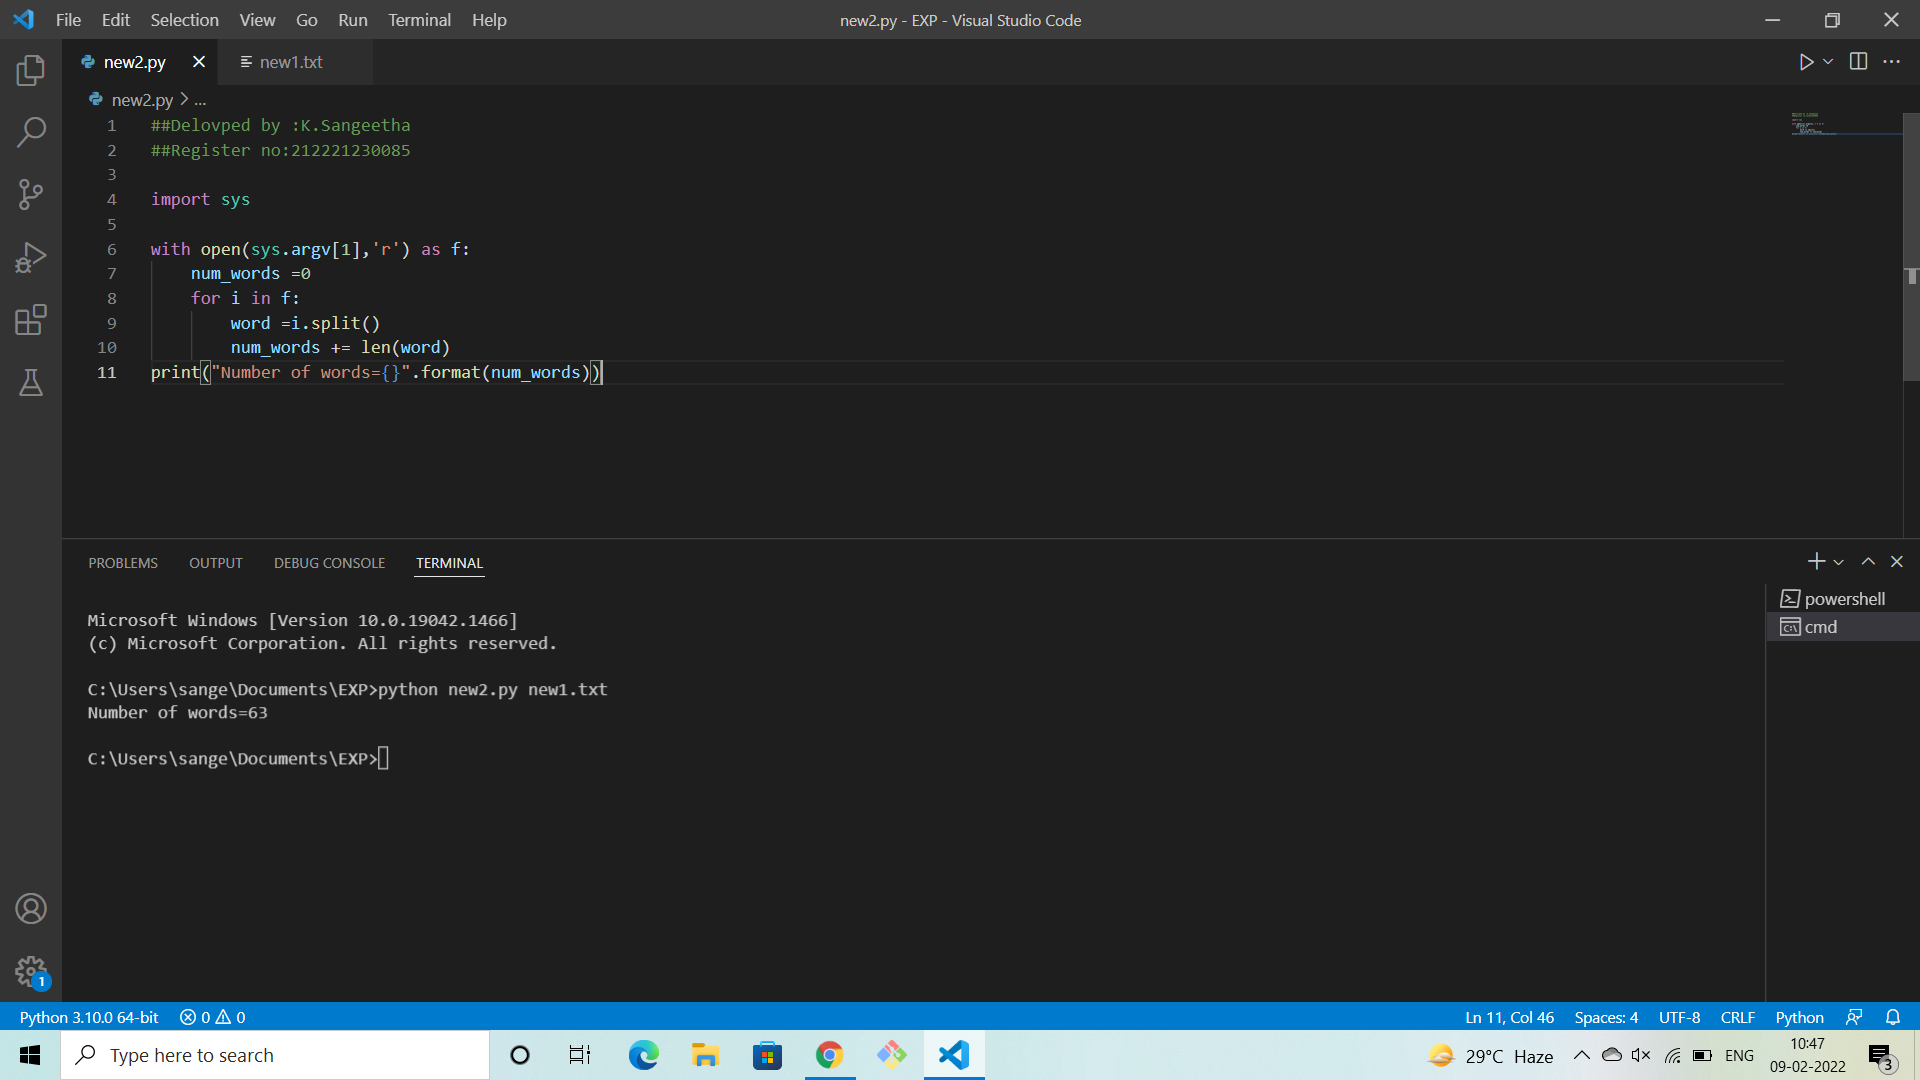 File Edit Selection View Go Run Terminal Help
new2.py - EXP - Visual Studio Code
new2.py
new1.txt
new2.py > ...
1 ##Delovped by :K.Sangeetha
2 ##Register no:212221230085
3
4 import sys
5
6 with open(sys.argv[1],'r') as f:
7 num_words =0
8 for i in f:
9 word =i.split()
10 num_words += len(word)
11 print("Number of words={}".format(num_words))
PROBLEMS OUTPUT DEBUG CONSOLE TERMINAL
powershell
cmd
Microsoft Windows [Version 10.0.19042.1466]
(c) Microsoft Corporation. All rights reserved.
C:\Users\sange\Documents\EXP>python new2.py new1.txt
Number of words=63
C:\Users\sange\Documents\EXP>
1
Python 3.10.0 64-bit 0 0
Ln 11, Col 46 Spaces: 4 UTF-8 CRLF Python
Type here to search
29°C Haze
ENG
10:47
09-02-2022
3